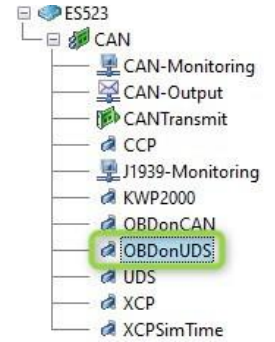 ES523
CAN
CAN-Monitoring
CAN-Output
CANTransmit
CCP
J1939-Monitoring
KWP2000
OBDonCAN
OBDonUDS
UDS
XCP
XCPSimTime